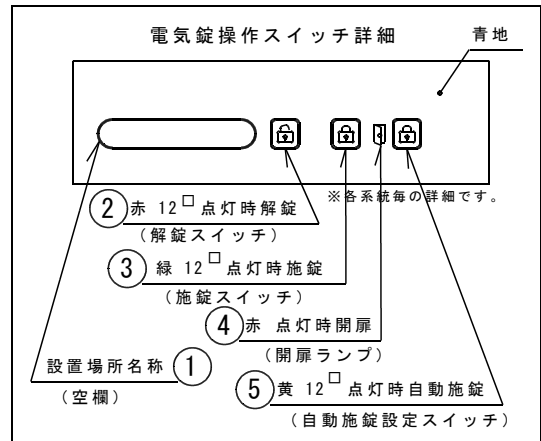 電気錠操作スイッチ詳細
青地
※各系統毎の詳細です。
② 赤 12□点灯時解錠
(解錠スイッチ)
③ 緑 12□点灯時施錠
(施錠スイッチ)
④ 赤 点灯時開扉
(開扉ランプ)
設置場所名称 ①
(空欄)
⑤ 黄 12□点灯時自動施錠
(自動施錠設定スイッチ)